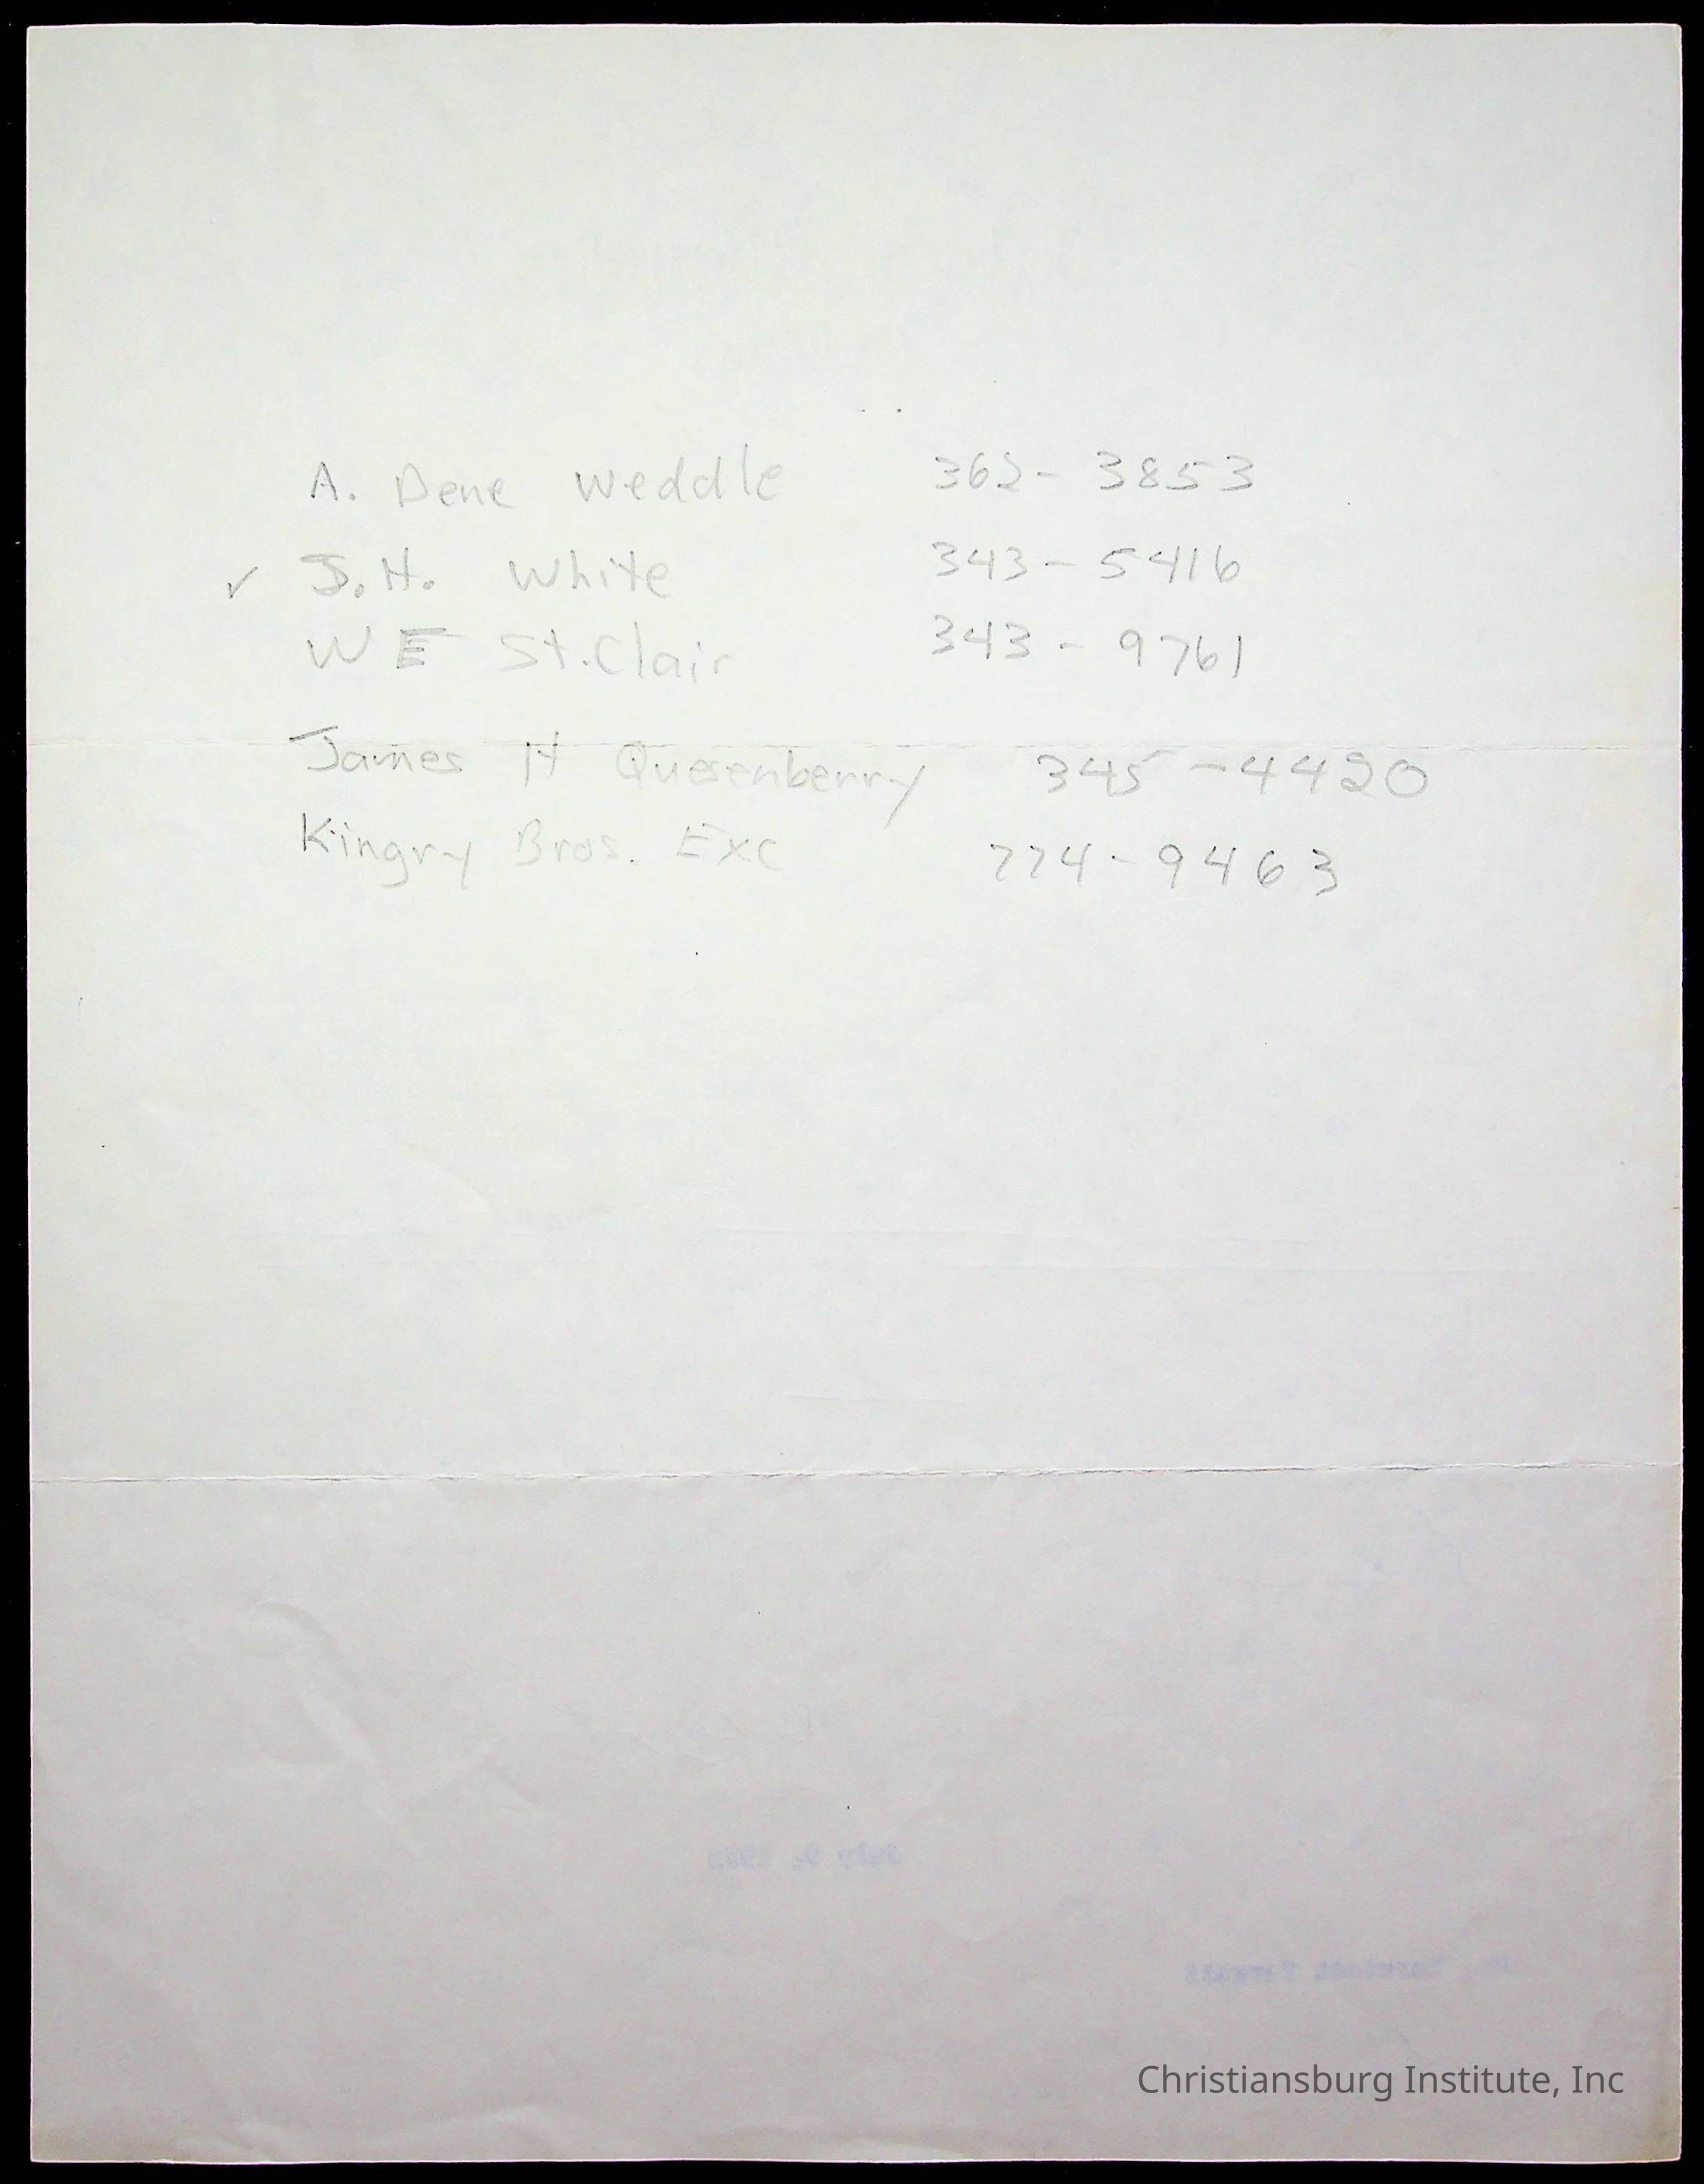 A. Dene Weddle 362-3853
✓ J.H. White 343-5416
W E St.Clair 343-9761
James H Quesenberry 345-4420
Kingry Bros. Exc 774-9463
Christiansburg Institute, Inc